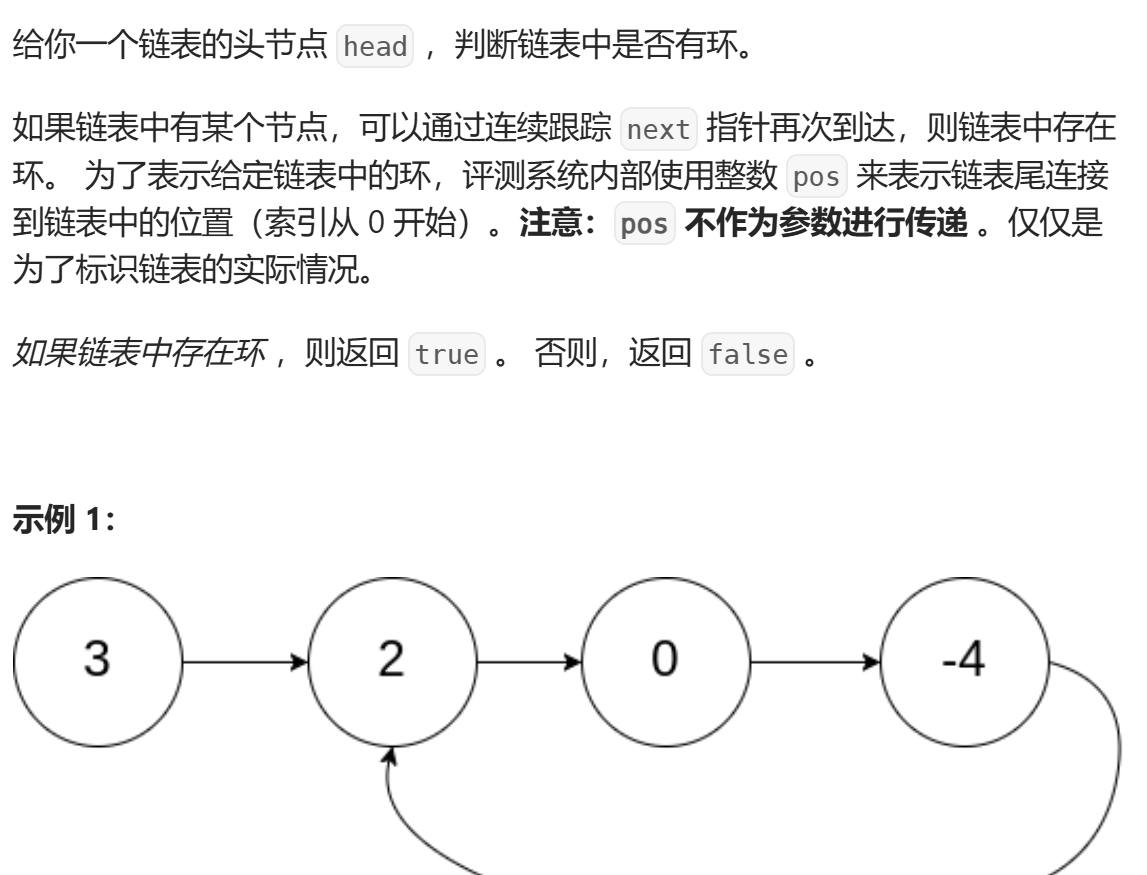 给你一个链表的头节点 head ，判断链表中是否有环。
如果链表中有某个节点，可以通过连续跟踪 next 指针再次到达，则链表中存在
环。 为了表示给定链表中的环，评测系统内部使用整数 pos 来表示链表尾连接
到链表中的位置（索引从 0 开始）。注意：pos 不作为参数进行传递 。仅仅是
为了标识链表的实际情况。
如果链表中存在环 ，则返回 true 。 否则，返回 false 。
示例 1：
3 2 0 -4